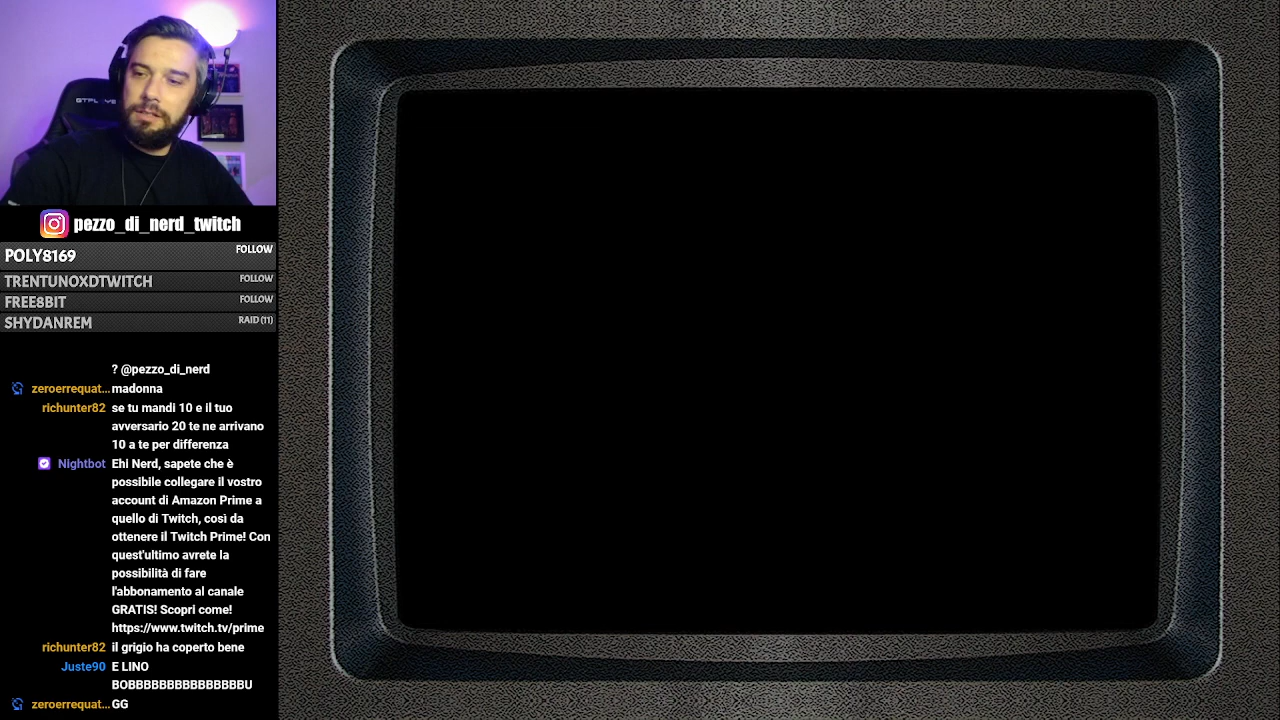 GTPL
pezzo_di_nerd_twitch
POLY8169 FOLLOW
TRENTUNOXDTWITCH FOLLOW
FREE8BIT FOLLOW
SHYDANREM RAID (11)
? @pezzo_di_nerd
zeroerrequat... madonna
richunter82 se tu mandi 10 e il tuo
avversario 20 te ne arrivano
10 a te per differenza
Nightbot Ehi Nerd, sapete che è
possibile collegare il vostro
account di Amazon Prime a
quello di Twitch, così da
ottenere il Twitch Prime! Con
quest'ultimo avrete la
possibilità di fare
l'abbonamento al canale
GRATIS! Scopri come!
https://www.twitch.tv/prime
richunter82 il grigio ha coperto bene
Juste90 E LINO
BOBBBBBBBBBBBBBBBU
zeroerrequat... GG